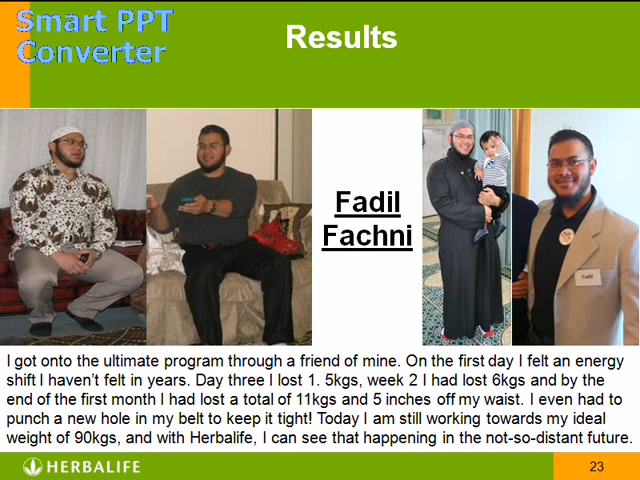 Smart PPT
Converter
Results
Fadil
Fachni
Fadil
I got onto the ultimate program through a friend of mine. On the first day I felt an energy
shift I haven’t felt in years. Day three I lost 1. 5kgs, week 2 I had lost 6kgs and by the
end of the first month I had lost a total of 11kgs and 5 inches off my waist. I even had to
punch a new hole in my belt to keep it tight! Today I am still working towards my ideal
weight of 90kgs, and with Herbalife, I can see that happening in the not-so-distant future.
HERBALIFE
23